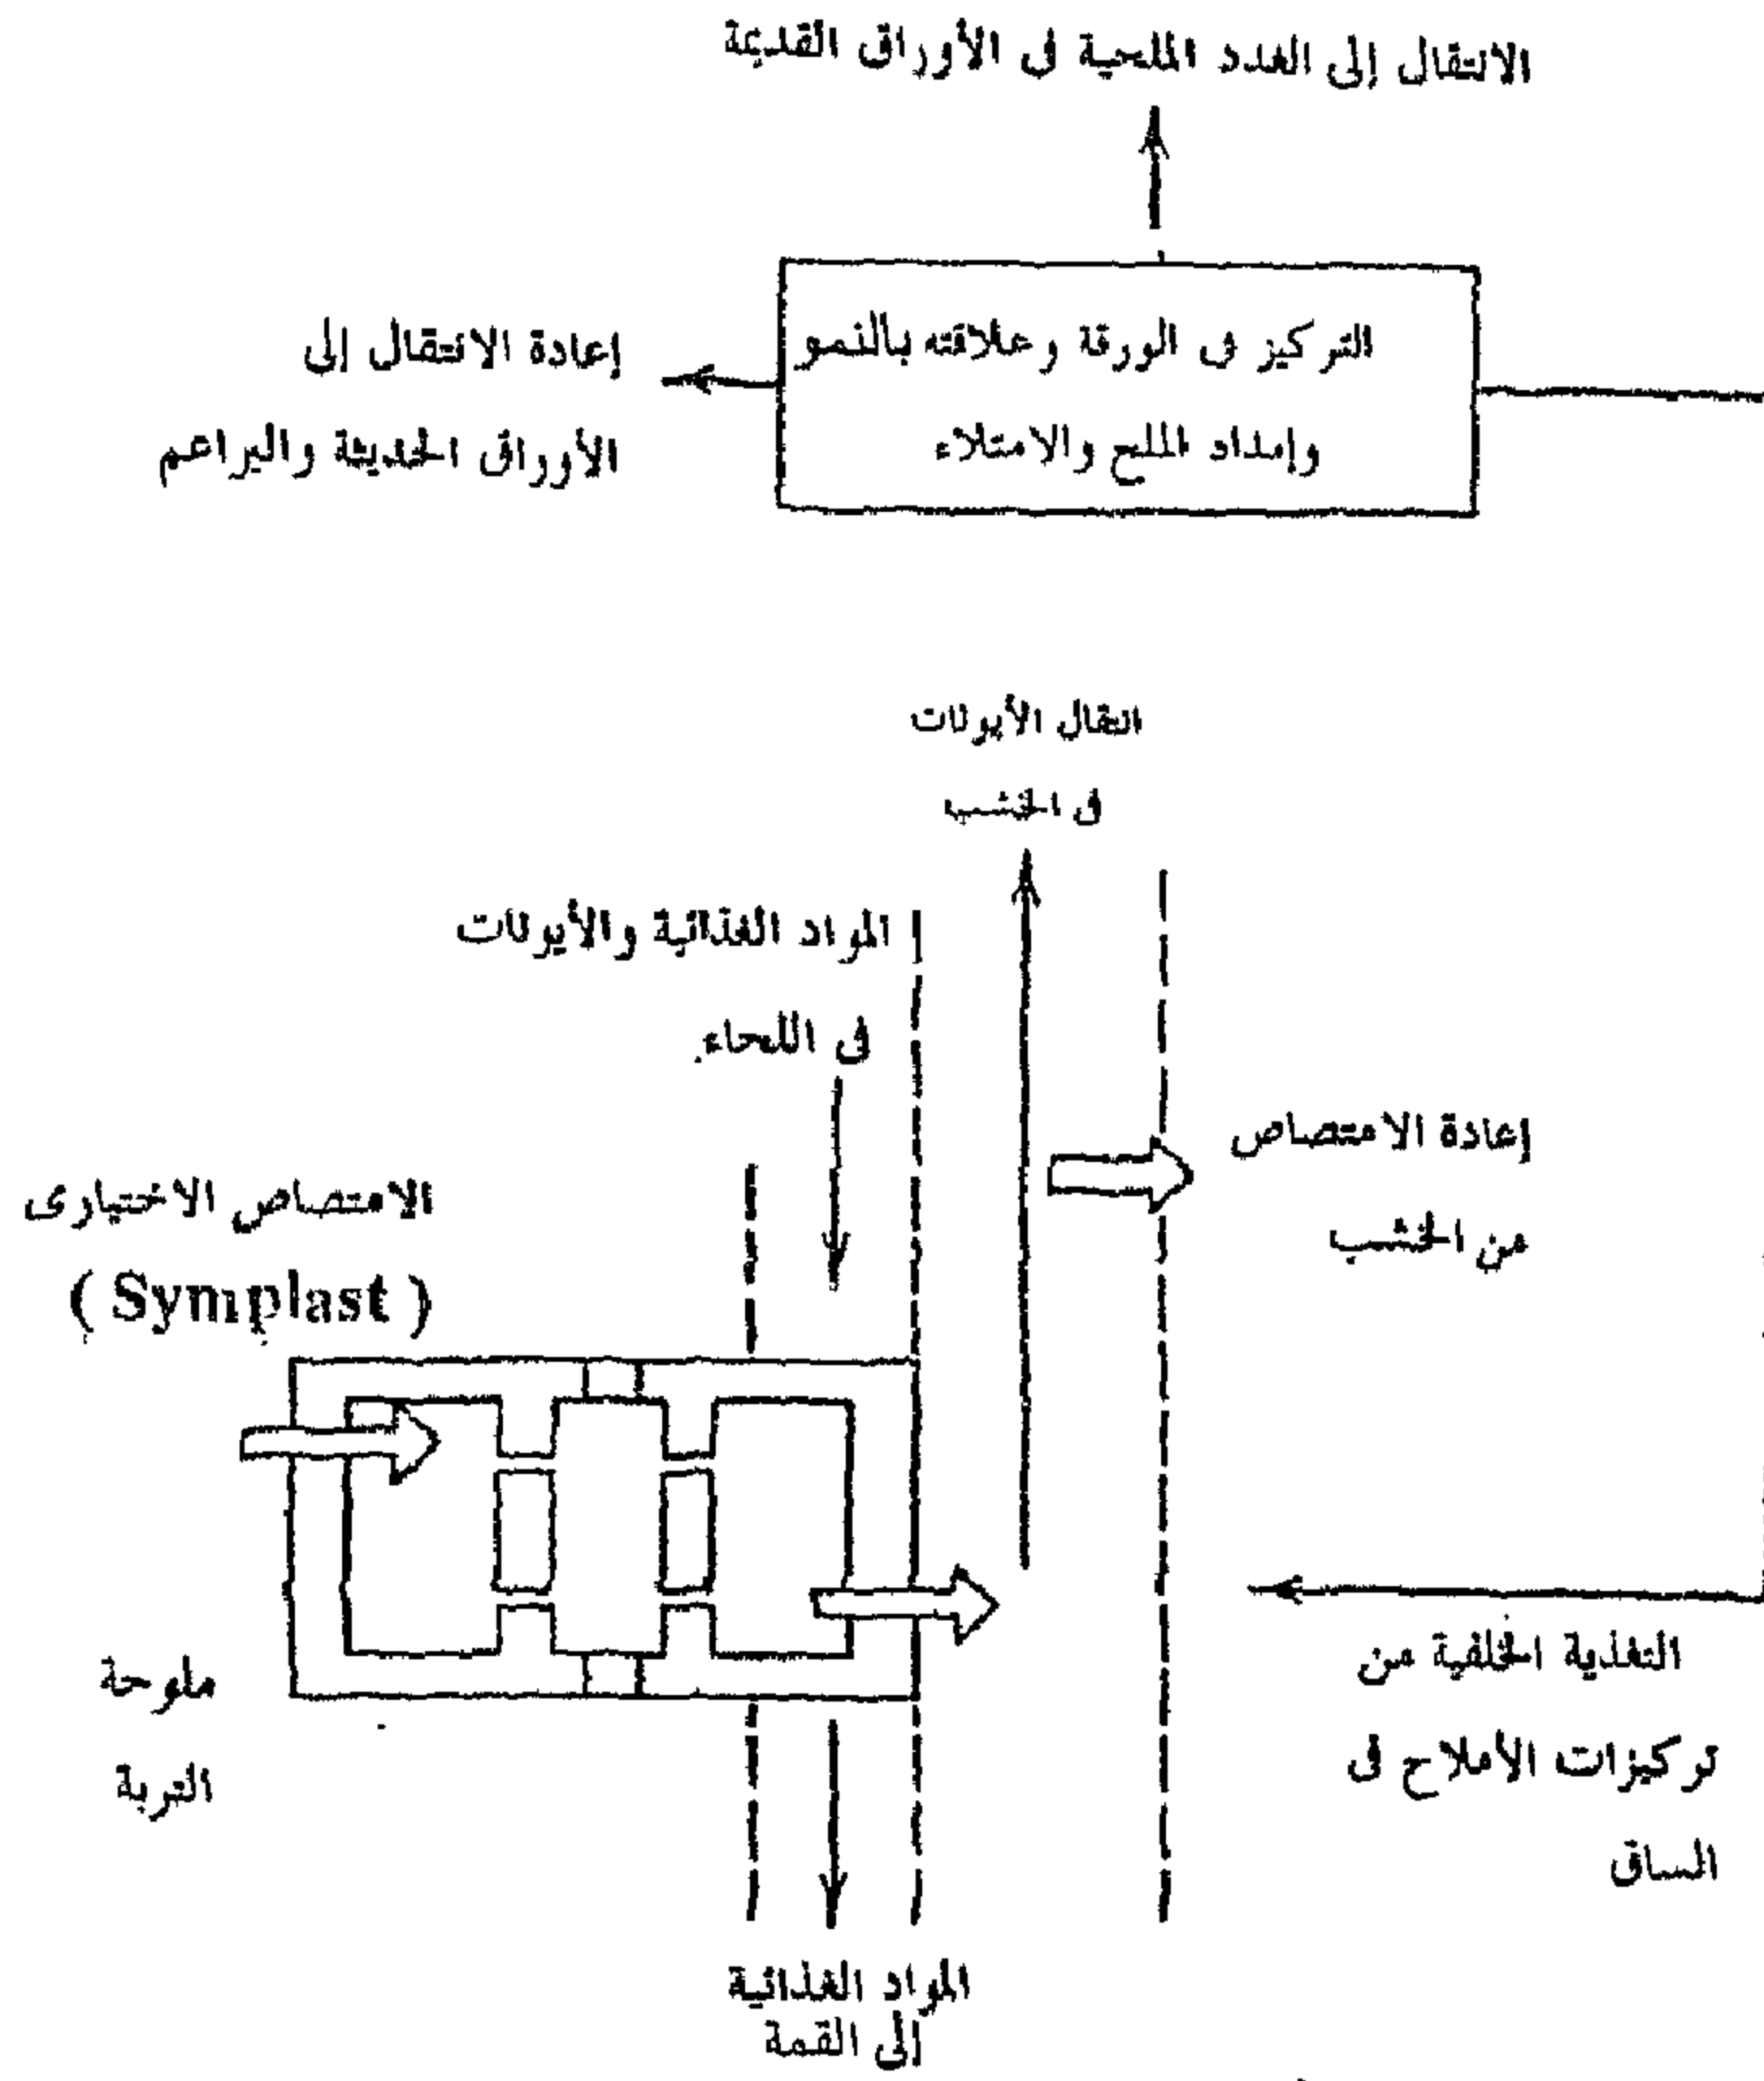 الانتقال إلى الغدد الملحية فى الأوراق القديمة
التركيز فى الورقة وعلاقته بالنمو
وإمداد الملح والامتلاء
إعادة الانتقال إلى
الأوراق الحديثة والبراعم
انتقال الأيونات
فى الخشب
المواد الغذائية والأيونات
فى اللحاء
إعادة الامتصاص
من الخشب
الامتصاص الاختيارى
( Symplast )
التغذية الخلفية من
تركيزات الأملاح فى
الساق
ملوحة
التربة
المواد الغذائية
إلى القمة